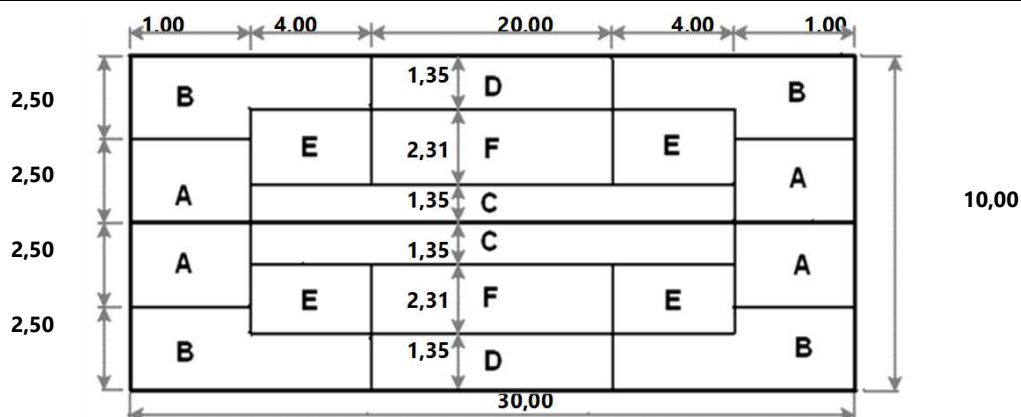 1.00 4.00 20.00 4.00 1.00
B 1,35 D B
2,50
E 2,31 F E
2,50 A A
1,35 C 10,00
1,35 C
2,50 A A
E 2,31 F E
2,50
B 1,35 D B
30,00